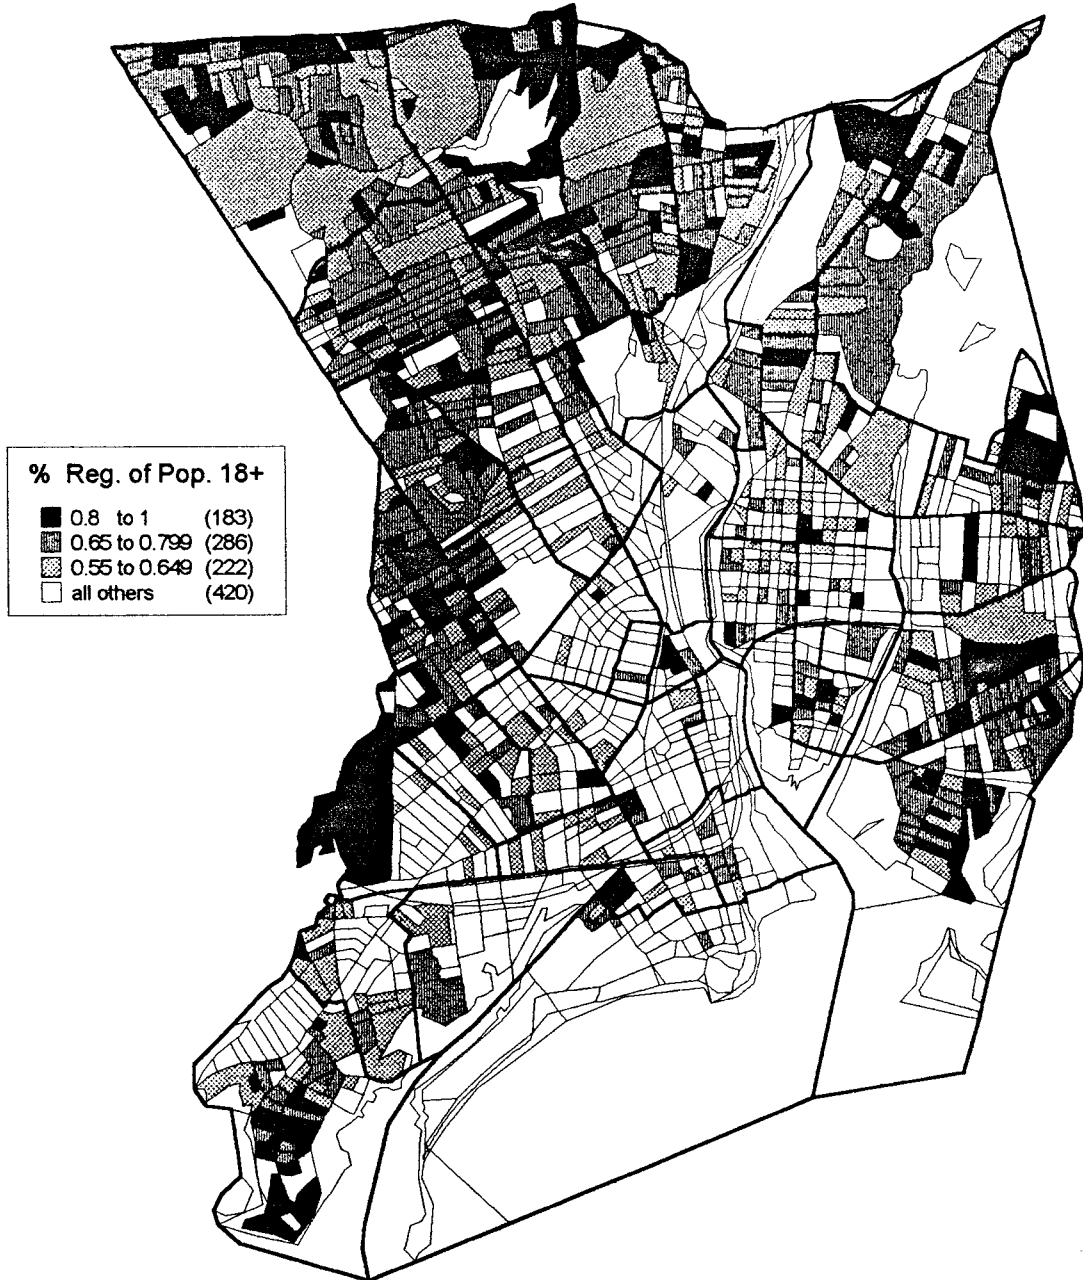 % Reg. of Pop. 18+
0.8 to 1 (183)
0.65 to 0.799 (286)
0.55 to 0.649 (222)
all others (420)